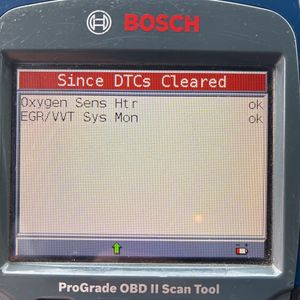 BOSCH
Since DTCs Cleared
Oxygen Sens Htr ok
EGR/VVT Sys Mon ok
ProGrade OBD II Scan Tool